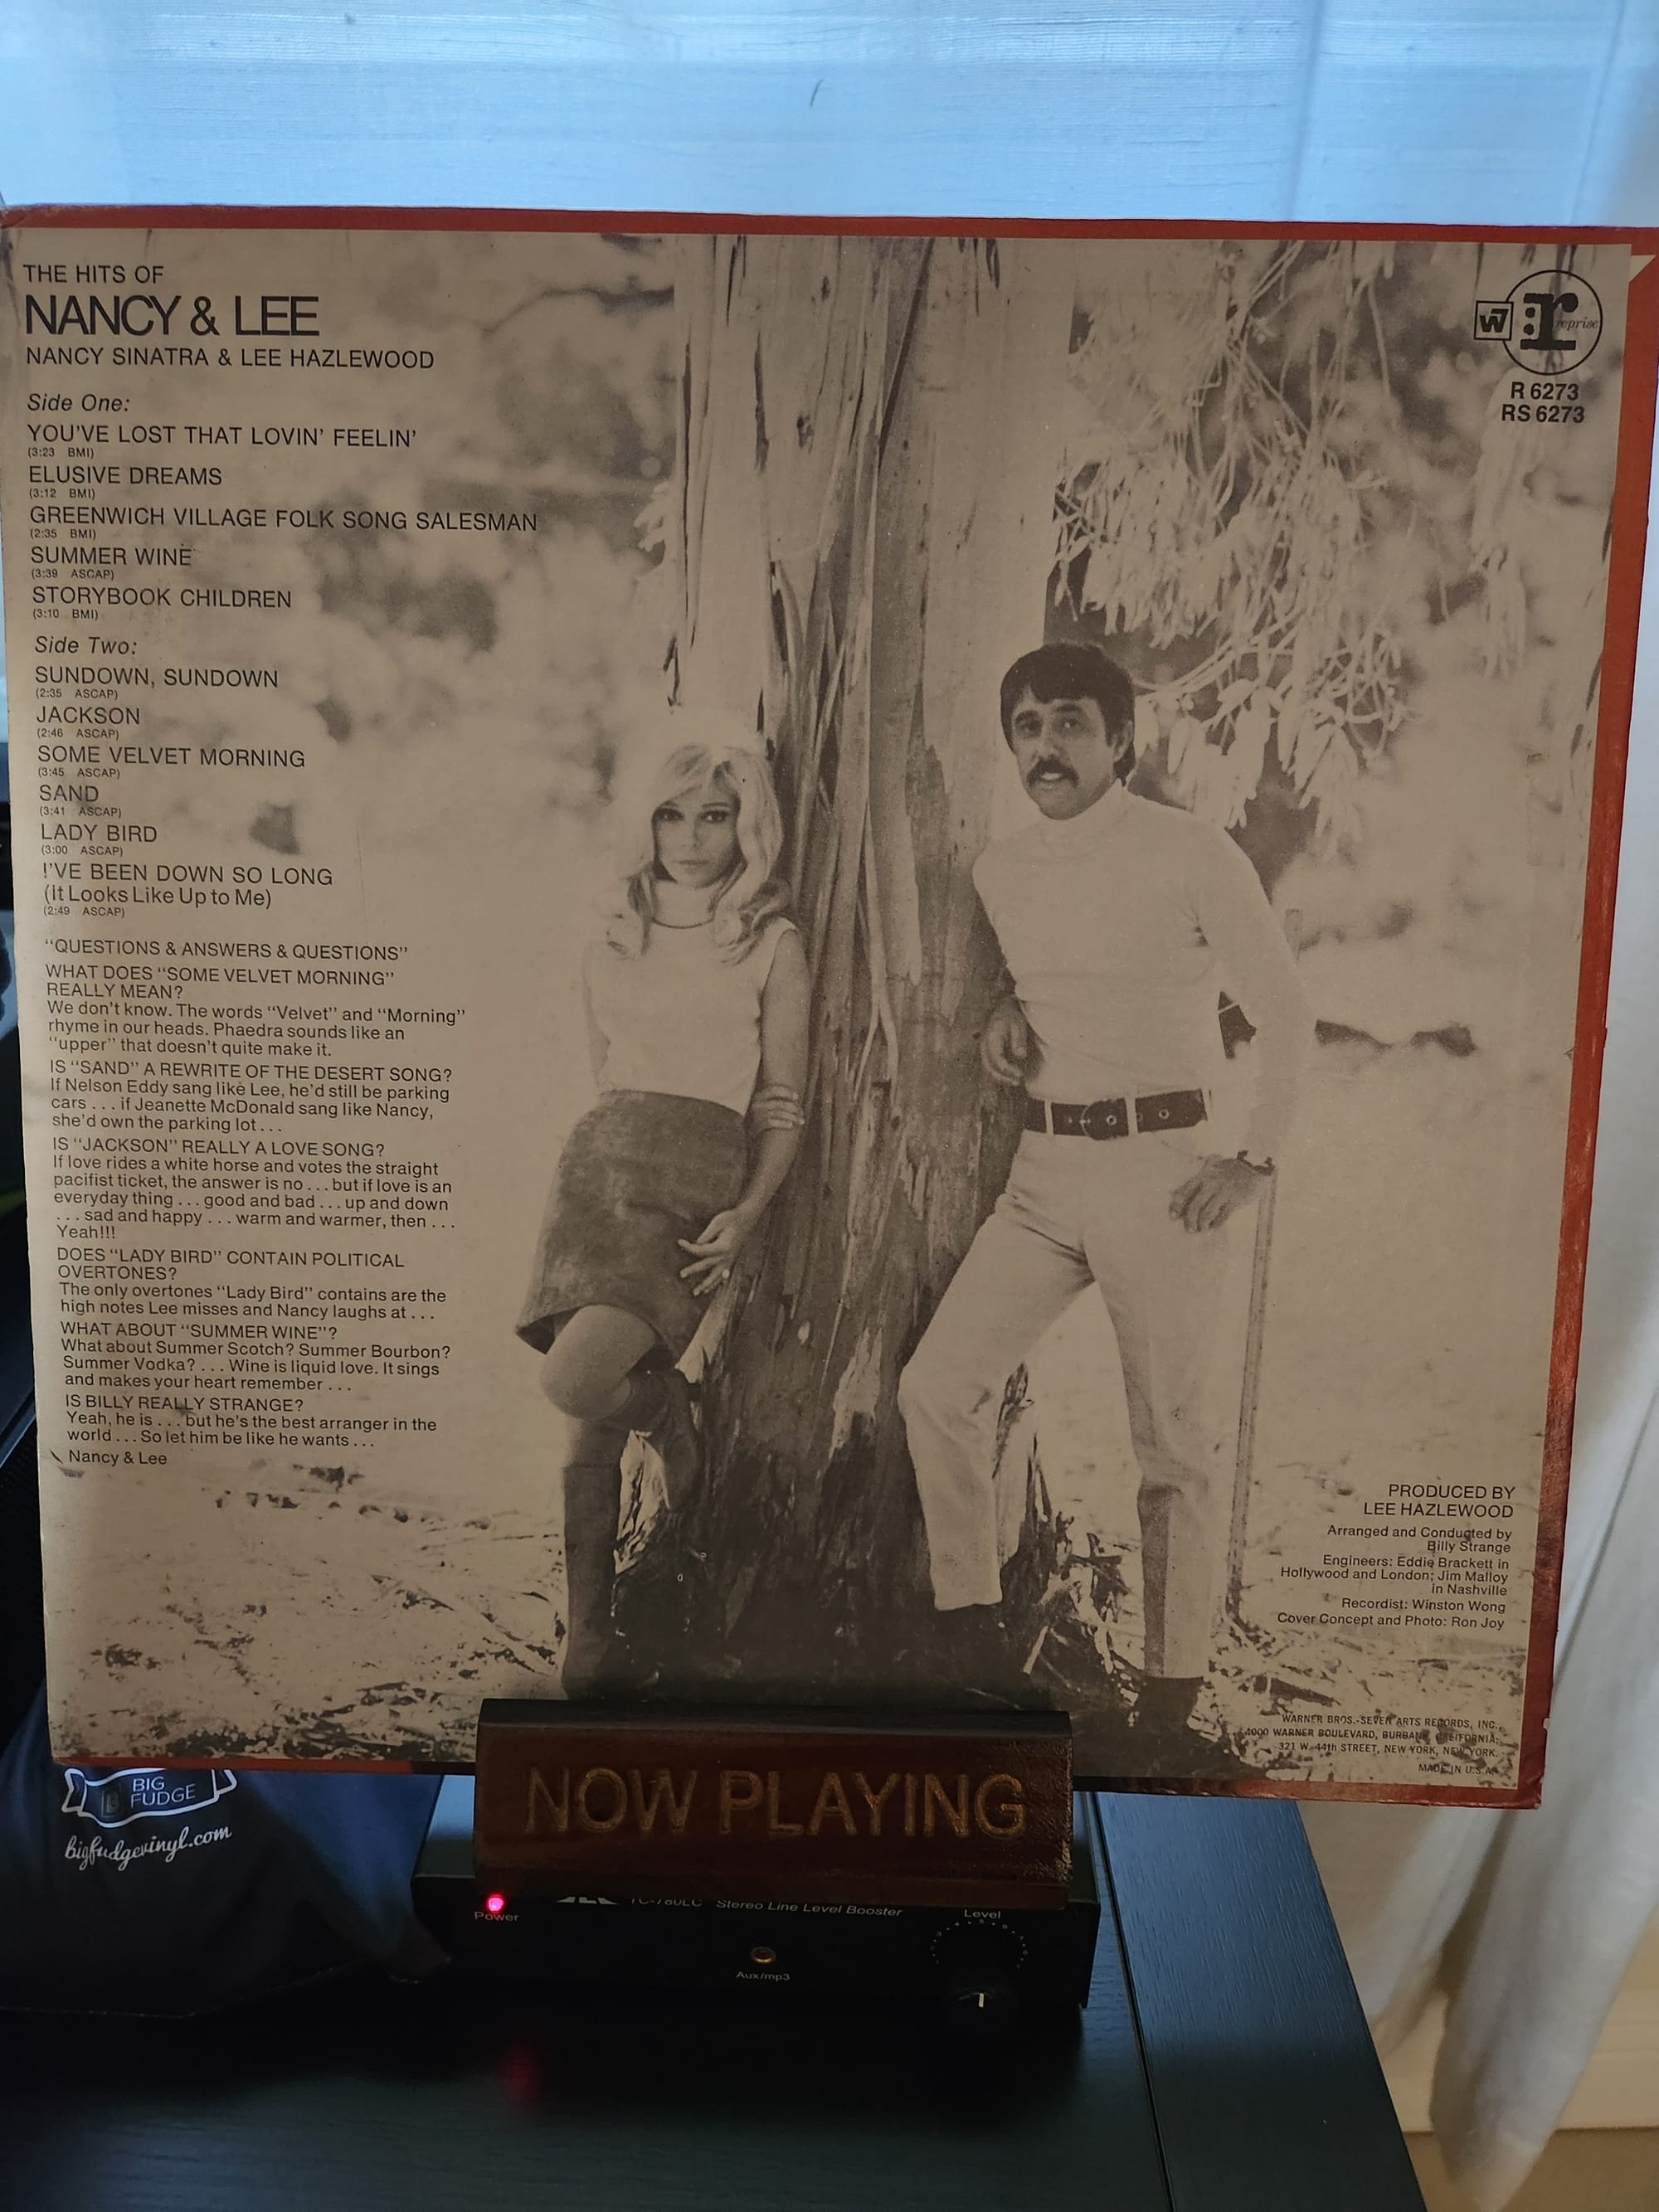 THE HITS OF
NANCY & LEE
NANCY SINATRA & LEE HAZLEWOOD
Side One:
YOU'VE LOST THAT LOVIN' FEELIN'
(3:23 BMI)
ELUSIVE DREAMS
(3:12 BMI)
GREENWICH VILLAGE FOLK SONG SALESMAN
(2:35 BMI)
SUMMER WINE
(3:39 ASCAP)
STORYBOOK CHILDREN
(3:10 BMI)
Side Two:
SUNDOWN, SUNDOWN
(2:35 ASCAP)
JACKSON
(2:46 ASCAP)
SOME VELVET MORNING
(3:45 ASCAP)
SAND
(3:41 ASCAP)
LADY BIRD
(3:00 ASCAP)
I'VE BEEN DOWN SO LONG
(It Looks Like Up to Me)
(2:49 ASCAP)
"QUESTIONS & ANSWERS & QUESTIONS"
WHAT DOES "SOME VELVET MORNING"
REALLY MEAN?
We don't know. The words "Velvet" and "Morning"
rhyme in our heads. Phaedra sounds like an
"upper" that doesn't quite make it.
IS "SAND" A REWRITE OF THE DESERT SONG?
If Nelson Eddy sang like Lee, he'd still be parking
cars . . . if Jeanette McDonald sang like Nancy,
she'd own the parking lot . . .
IS "JACKSON" REALLY A LOVE SONG?
If love rides a white horse and votes the straight
pacifist ticket, the answer is no . . . but if love is an
everyday thing . . . good and bad . . . up and down
. . . sad and happy . . . warm and warmer, then . . .
Yeah!!!
DOES "LADY BIRD" CONTAIN POLITICAL
OVERTONES?
The only overtones "Lady Bird" contains are the
high notes Lee misses and Nancy laughs at . . .
WHAT ABOUT "SUMMER WINE"?
What about Summer Scotch? Summer Bourbon?
Summer Vodka? . . . Wine is liquid love. It sings
and makes your heart remember . . .
IS BILLY REALLY STRANGE?
Yeah, he is . . . but he's the best arranger in the
world . . . So let him be like he wants . . .
Nancy & Lee
W7 r: reprise
R 6273
RS 6273
PRODUCED BY
LEE HAZLEWOOD
Arranged and Conducted by
Billy Strange
Engineers: Eddie Brackett in
Hollywood and London; Jim Malloy
in Nashville
Recordist: Winston Wong
Cover Concept and Photo: Ron Joy
WARNER BROS.-SEVEN ARTS RECORDS, INC.,
4000 WARNER BOULEVARD, BURBANK, CALIFORNIA;
321 W. 44th STREET, NEW YORK, NEW YORK.
MADE IN U.S.A.
BIG
FUDGE
bigfudgevinyl.com
NOW PLAYING
TC-780LC Stereo Line Level Booster
Power
Level
Aux/mp3